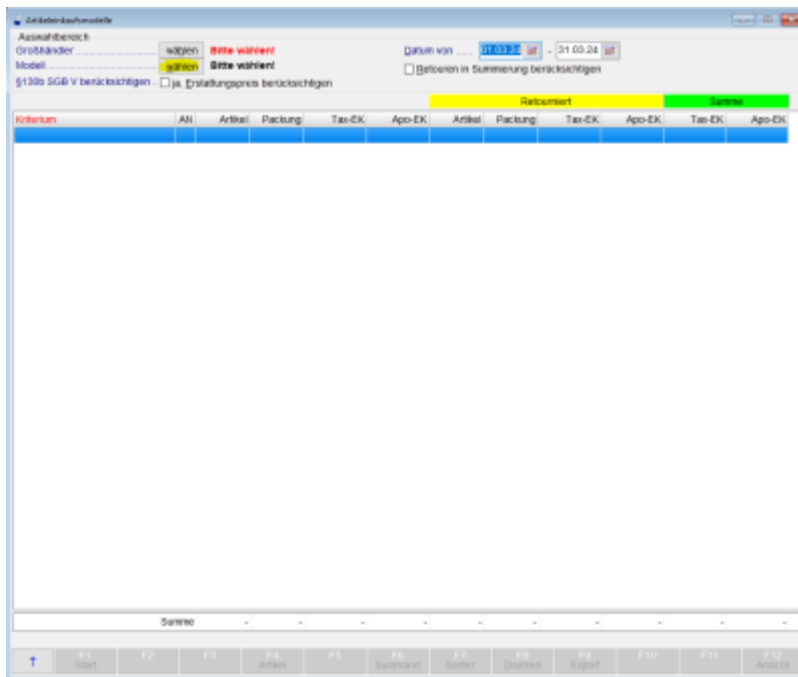 Artikeleinkaufsmodelle
Auswahlbereich
Großhändler wählen Bitte wählen! Datum von 01.03.24 - 31.03.24
Modell wählen Bitte wählen! Retouren in Summierung berücksichtigen
§130b SGB V berücksichtigen ja, Erstattungspreis berücksichtigen
Retourniert Summe
Kriterium AN Artikel Packung Tax-EK Apo-EK Artikel Packung Tax-EK Apo-EK Tax-EK Apo-EK
Summe - - - - - - - - - -
↑ F1 F2 F3 F4 F5 F6 F7 F8 F9 F10 F11 F12
Start Artikel Sortier Drucken Export Ansicht